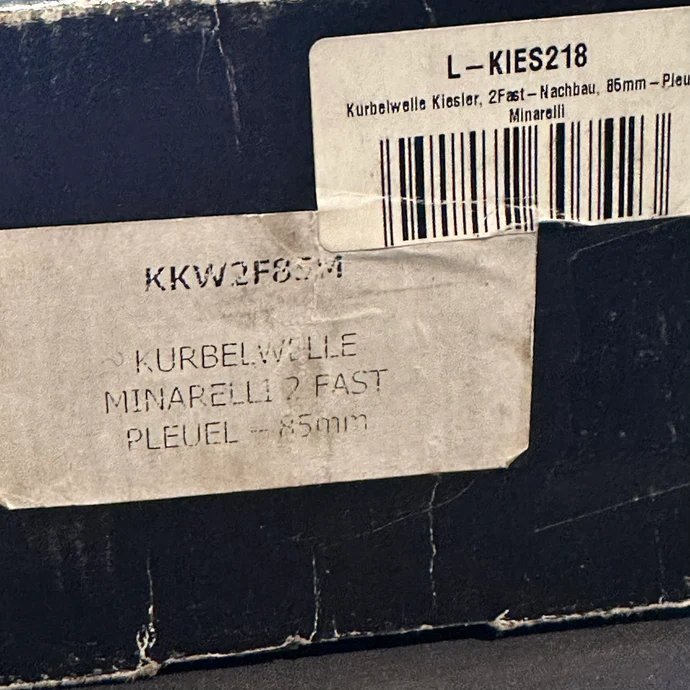 L-KIES218
Kurbelwelle Kiesler, 2Fast-Nachbau, 85mm-Pleu
Minarelli
KKW2F85M
KURBELWELLE
MINARELLI 2 FAST
PLEUEL - 85mm